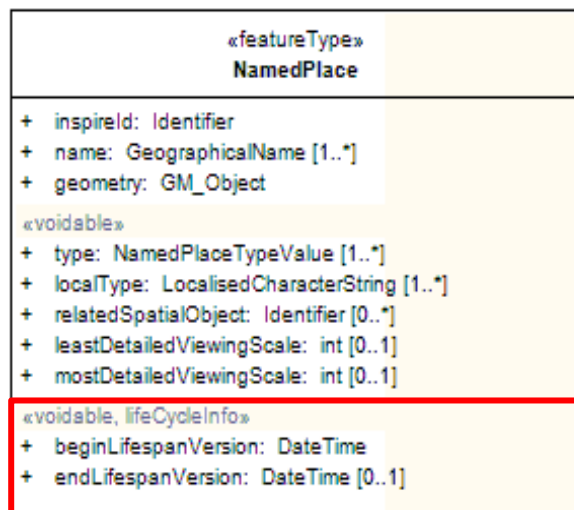 «featureType»
NamedPlace
+ inspireId: Identifier
+ name: GeographicalName [1..*]
+ geometry: GM_Object
«voidable»
+ type: NamedPlaceTypeValue [1..*]
+ localType: LocalisedCharacterString [1..*]
+ relatedSpatialObject: Identifier [0..*]
+ leastDetailedViewingScale: int [0..1]
+ mostDetailedViewingScale: int [0..1]
«voidable, lifeCycleInfo»
+ beginLifespanVersion: DateTime
+ endLifespanVersion: DateTime [0..1]